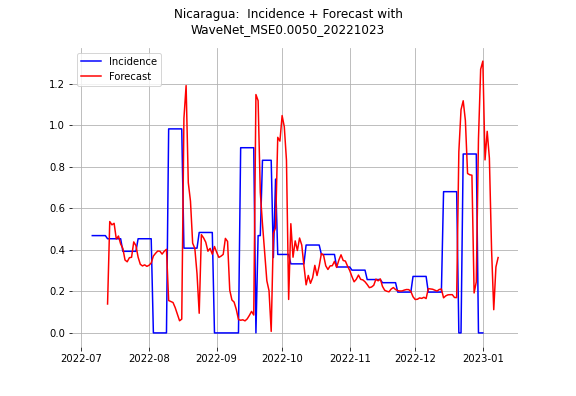 Nicaragua:  Incidence + Forecast with
WaveNet_MSE0.0050_20221023
Incidence
Forecast
1.2
1.0
0.8
0.6
0.4
0.2
0.0
2022-07 2022-08 2022-09 2022-10 2022-11 2022-12 2023-01